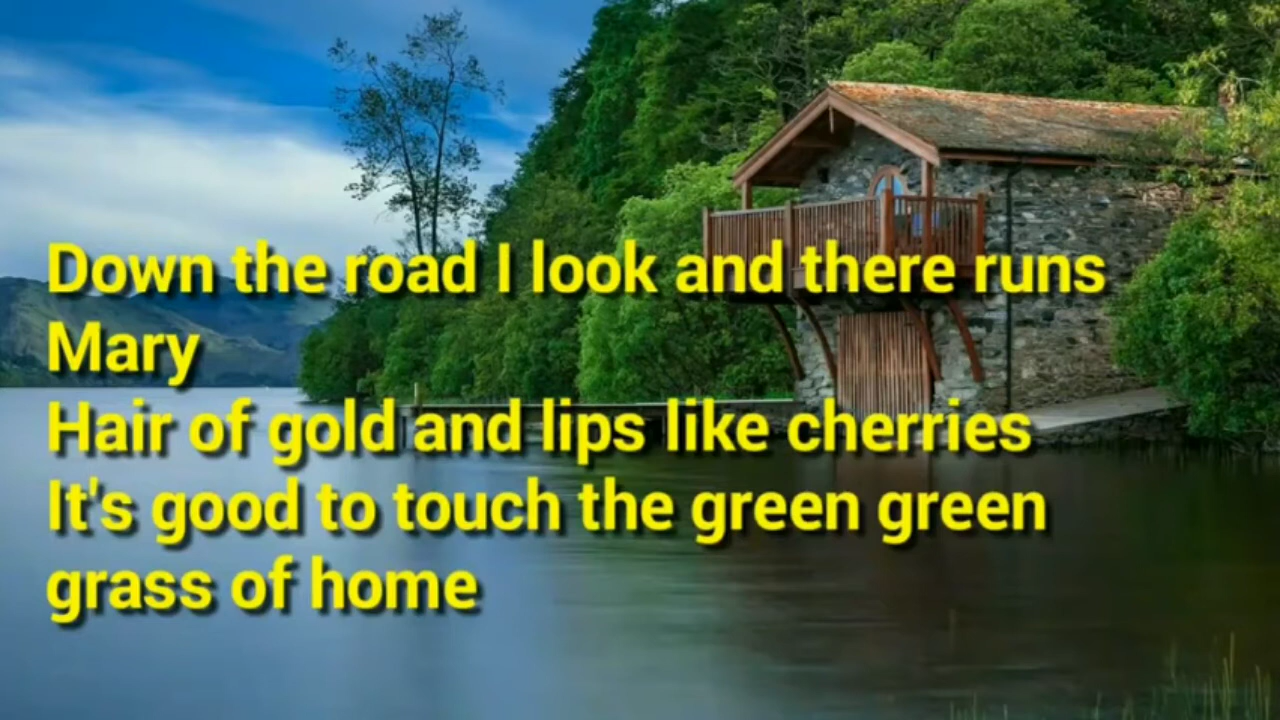 Down the road I look and there runs
Mary
Hair of gold and lips like cherries
It's good to touch the green green
grass of home